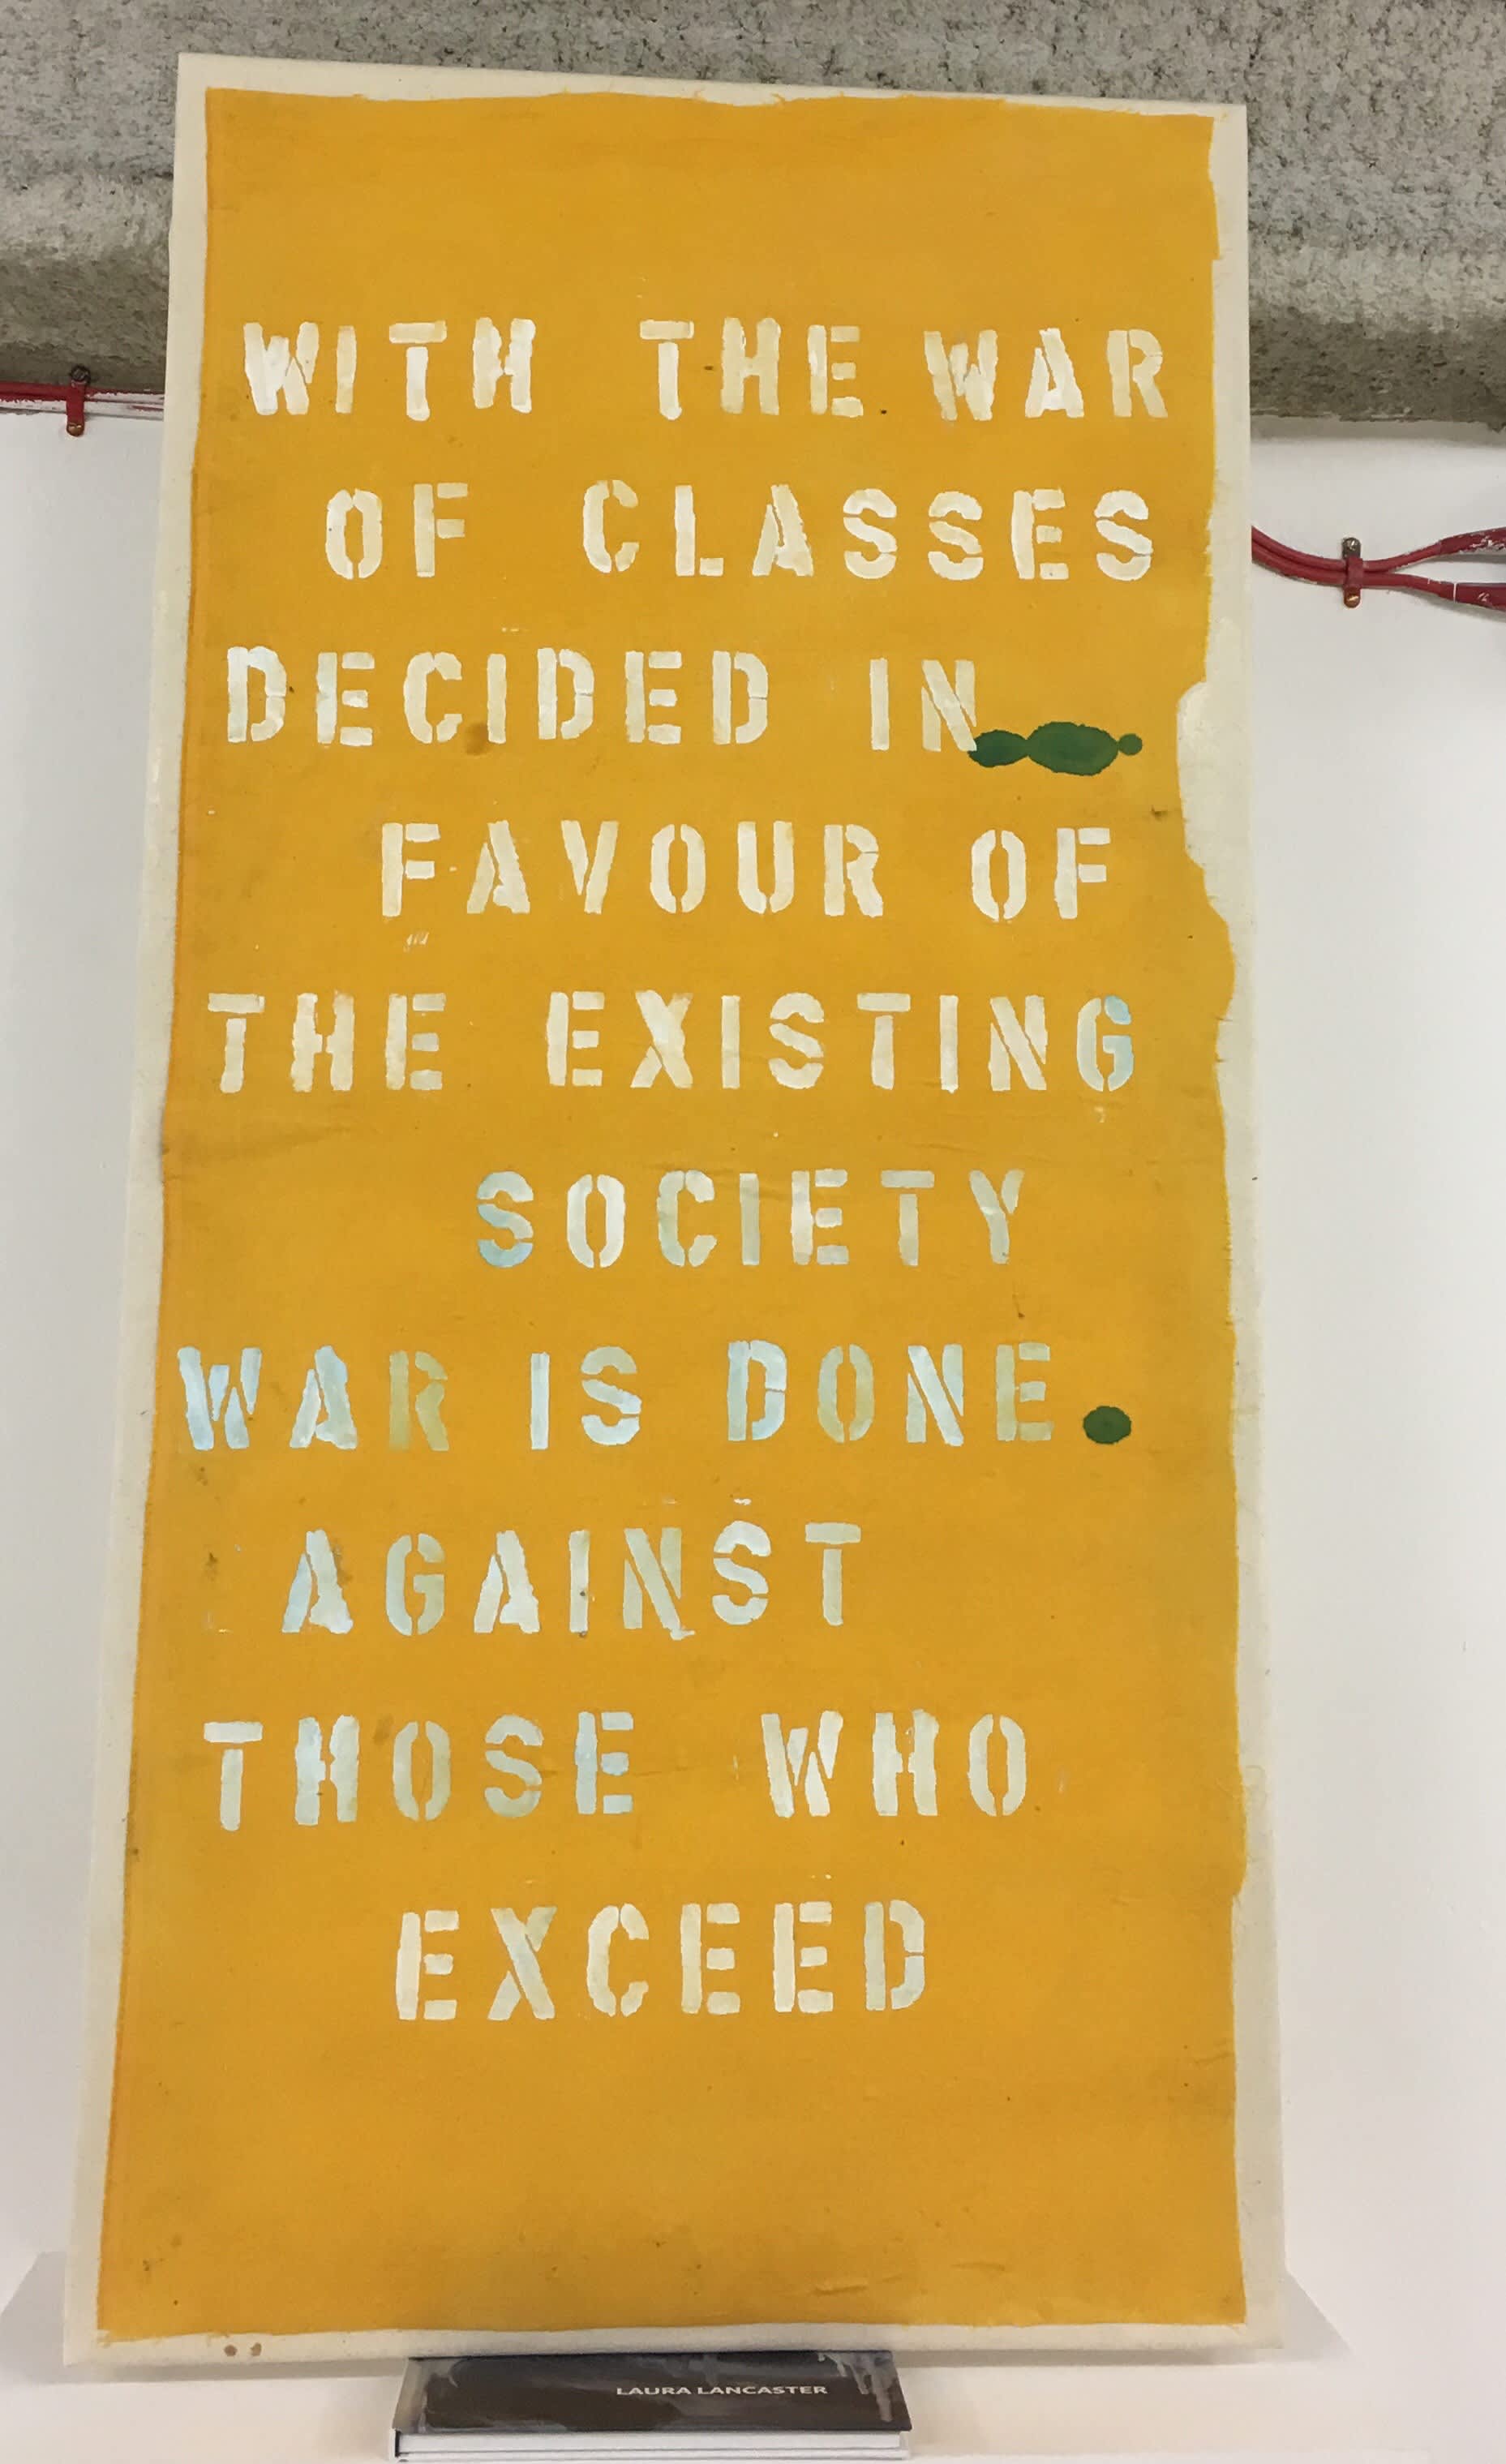 WITH THE WAR
OF CLASSES
DECIDED IN
FAVOUR OF
THE EXISTING
SOCIETY
WAR IS DONE.
AGAINST
THOSE WHO
EXCEED
LAURA LANCASTER